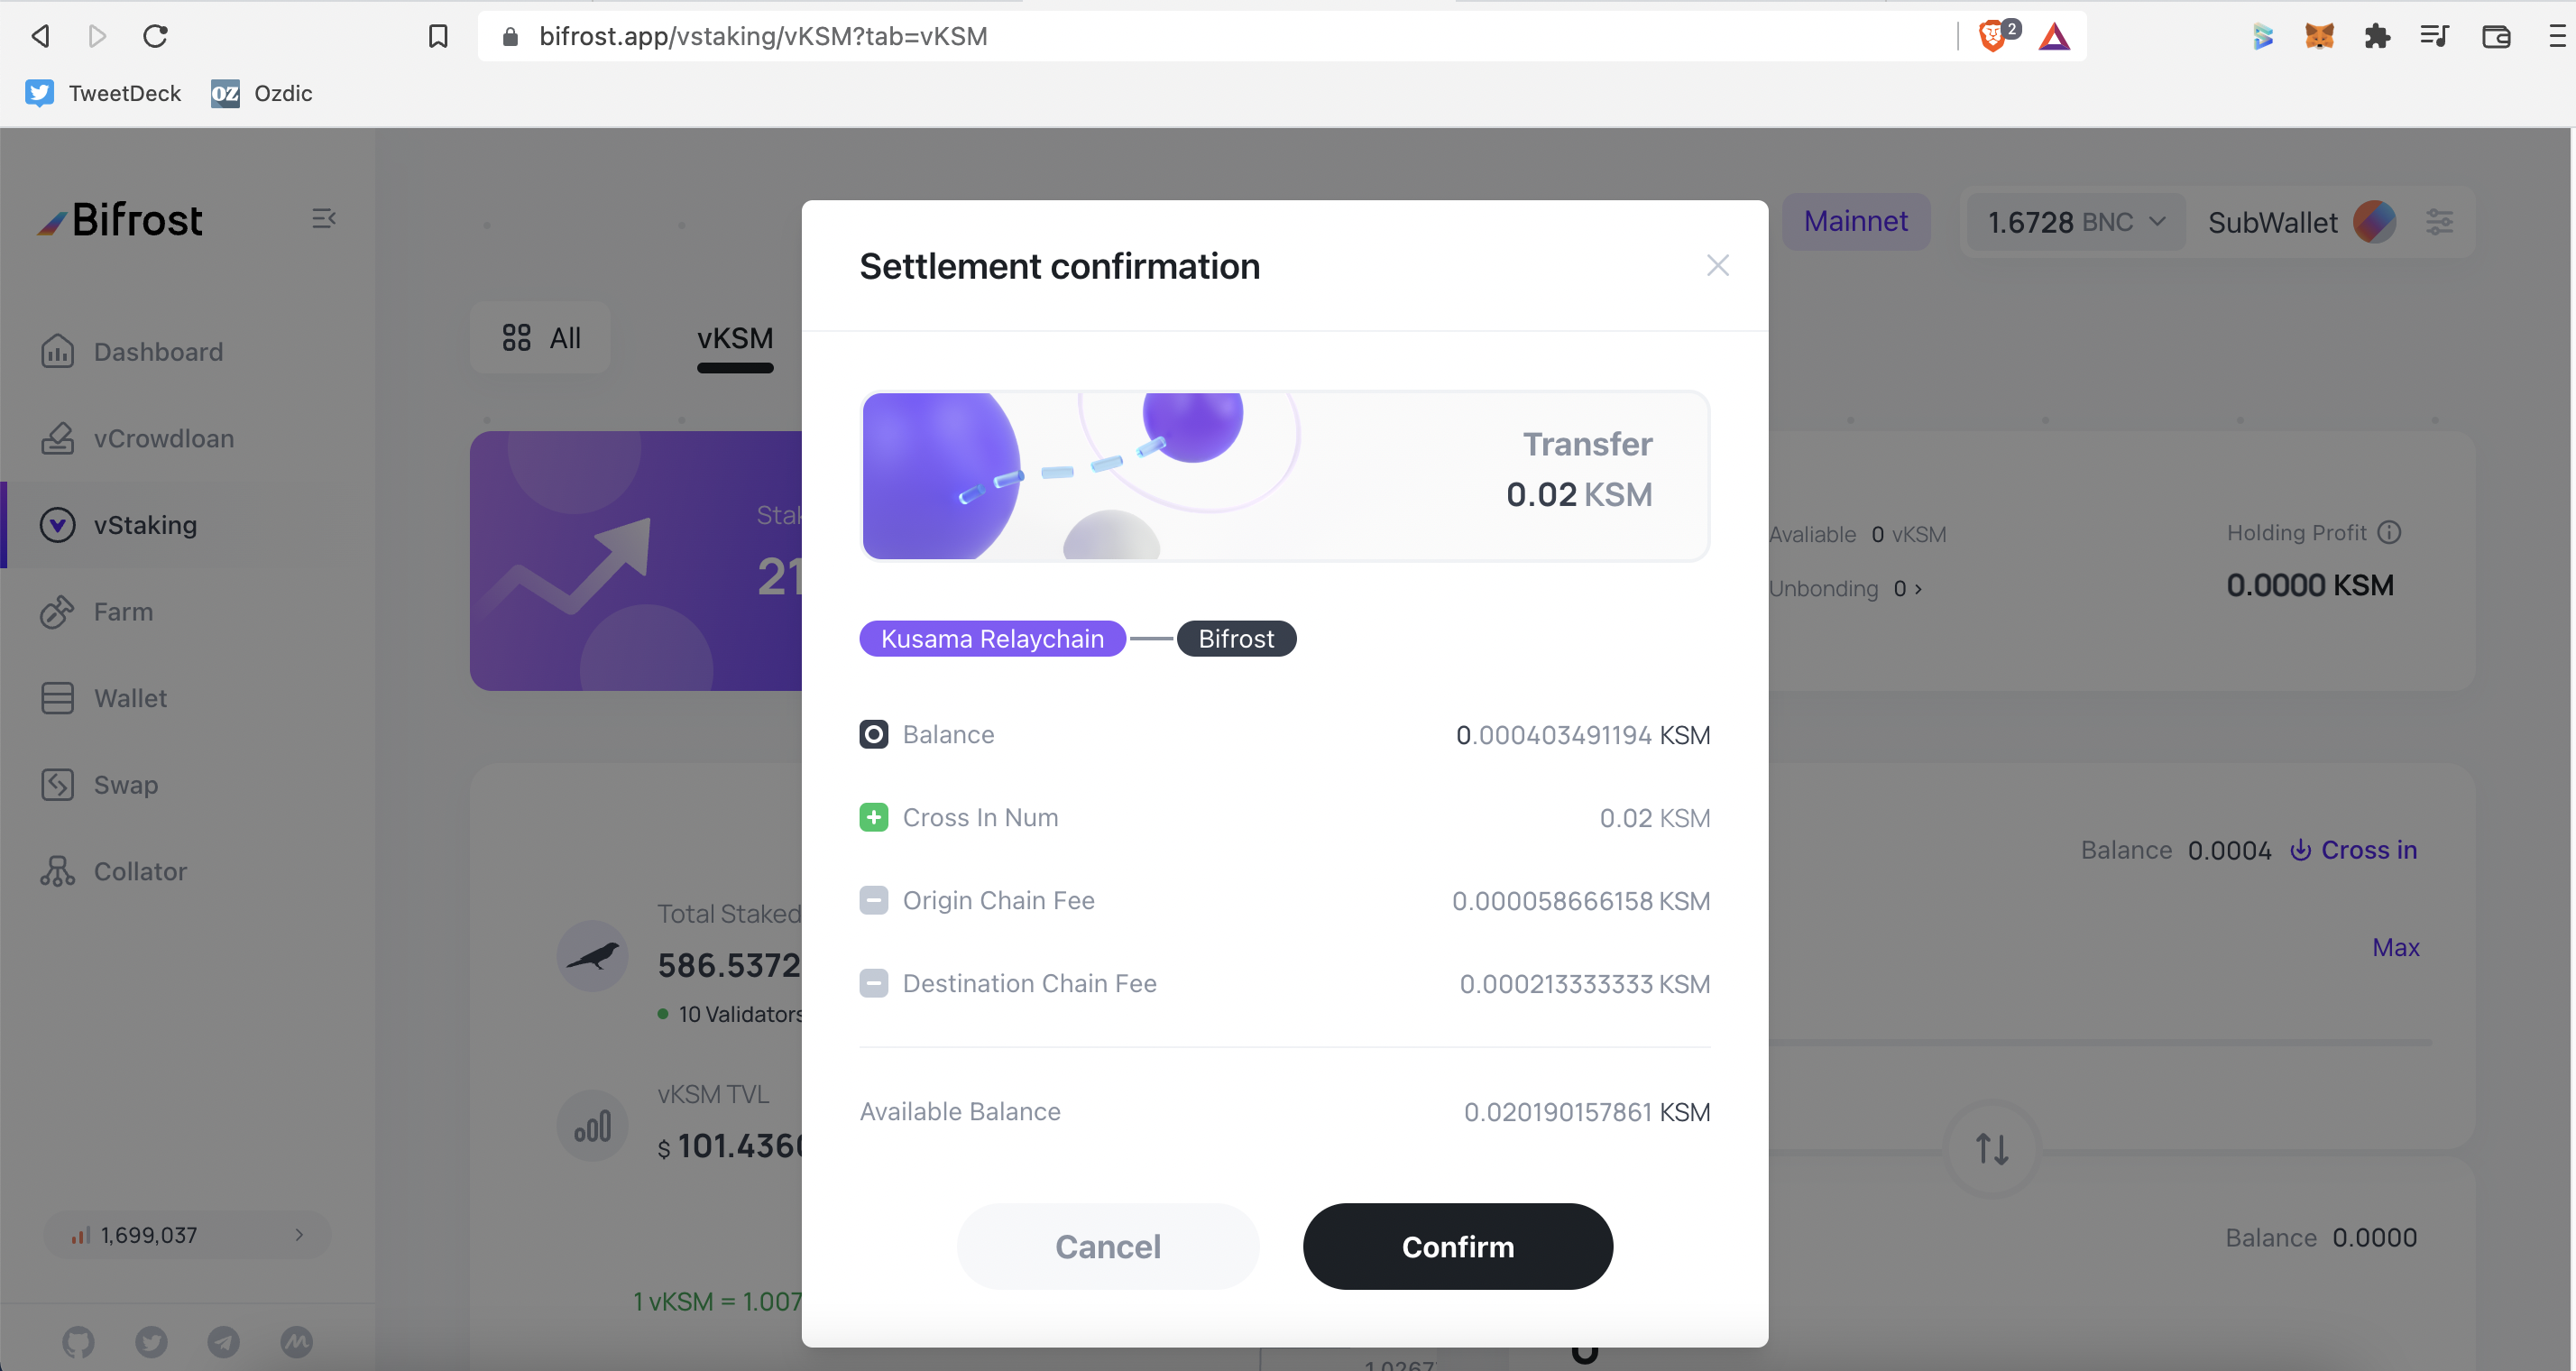 bifrost.app/vstaking/vKSM?tab=vKSM
2
TweetDeck
OZ Ozdic
Bifrost
Mainnet
1.6728 BNC
SubWallet
Dashboard
vCrowdloan
vStaking
Farm
Wallet
Swap
Collator
1,699,037
All
vKSM
21
Total Staked
586.5372
10 Validators
vKSM TVL
$ 101.436
1 vKSM = 1.007
Settlement confirmation
Transfer
0.02 KSM
Kusama Relaychain
Bifrost
Balance 0.000403491194 KSM
Cross In Num 0.02 KSM
Origin Chain Fee 0.000058666158 KSM
Destination Chain Fee 0.000213333333 KSM
Available Balance 0.020190157861 KSM
Cancel
Confirm
Avaliable 0 vKSM
Unbonding 0 >
Holding Profit
0.0000 KSM
Balance 0.0004 Cross in
Max
Balance 0.0000